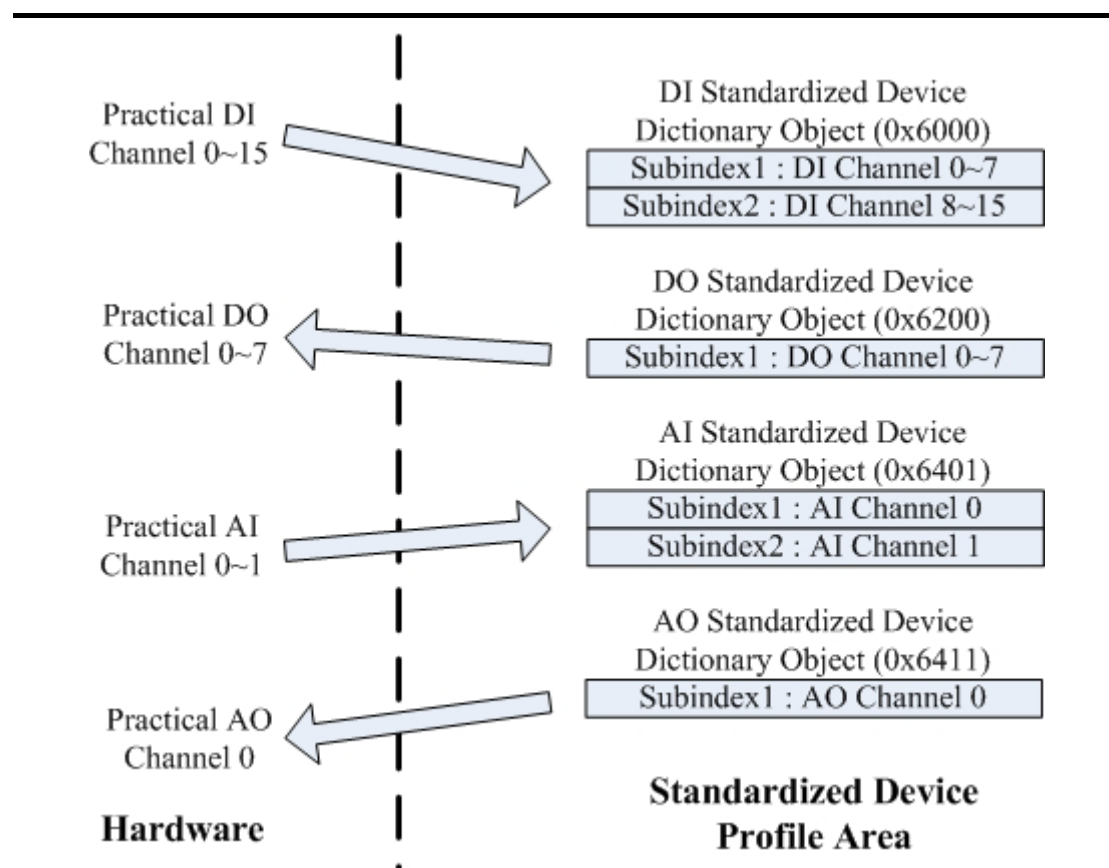 Practical DI
Channel 0~15
DI Standardized Device
Dictionary Object (0x6000)
Subindex1 : DI Channel 0~7
Subindex2 : DI Channel 8~15
Practical DO
Channel 0~7
DO Standardized Device
Dictionary Object (0x6200)
Subindex1 : DO Channel 0~7
Practical AI
Channel 0~1
AI Standardized Device
Dictionary Object (0x6401)
Subindex1 : AI Channel 0
Subindex2 : AI Channel 1
Practical AO
Channel 0
AO Standardized Device
Dictionary Object (0x6411)
Subindex1 : AO Channel 0
Hardware
Standardized Device
Profile Area